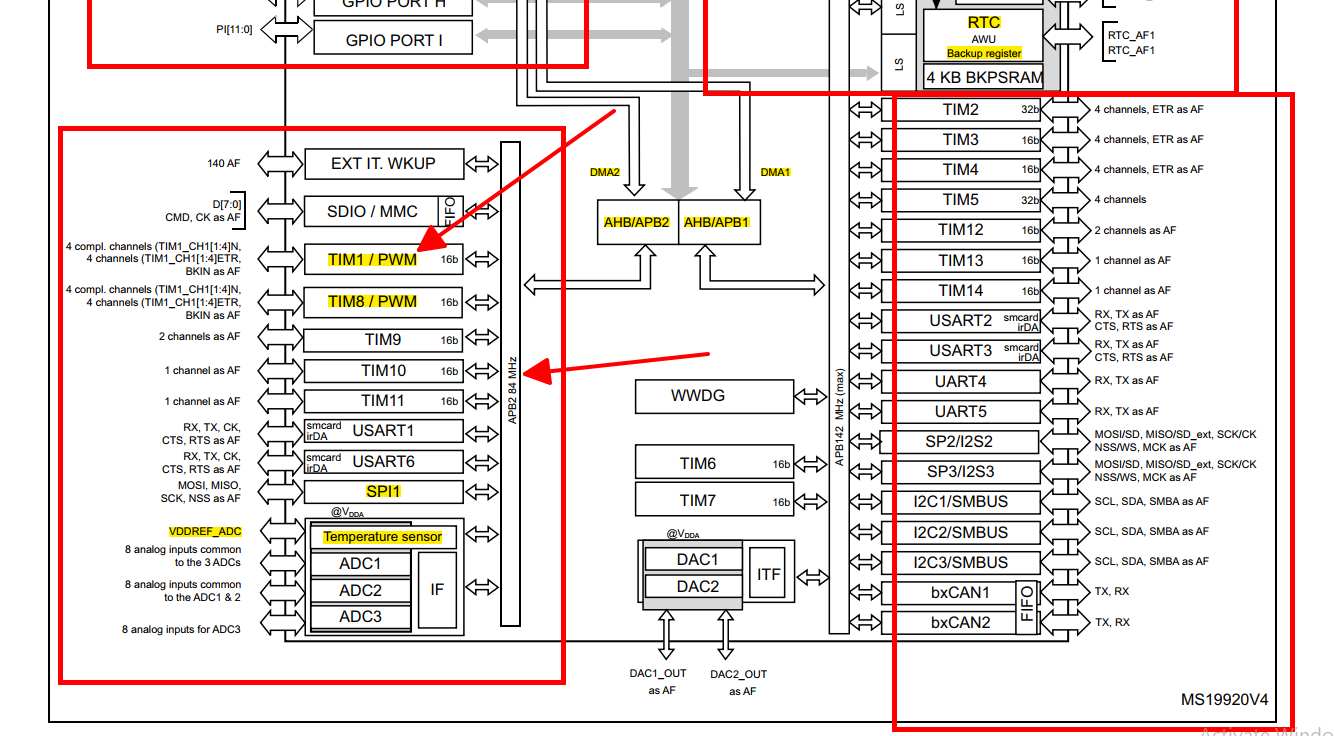 GPIO PORT H
PI[11:0]
GPIO PORT I
LS
LS
RTC
AWU
Backup register
4 KB BKPSRAM
RTC_AF1
RTC_AF1
140 AF
EXT IT. WKUP
D[7:0]
CMD, CK as AF
SDIO / MMC
FIFO
4 compl. channels (TIM1_CH1[1:4]N,
4 channels (TIM1_CH1[1:4]ETR,
BKIN as AF
TIM1 / PWM
16b
4 compl. channels (TIM1_CH1[1:4]N,
4 channels (TIM1_CH1[1:4]ETR,
BKIN as AF
TIM8 / PWM
16b
2 channels as AF
TIM9
16b
1 channel as AF
TIM10
16b
1 channel as AF
TIM11
16b
RX, TX, CK,
CTS, RTS as AF
smcard
irDA
USART1
RX, TX, CK,
CTS, RTS as AF
smcard
irDA
USART6
MOSI, MISO,
SCK, NSS as AF
SPI1
@VDDA
VDDREF_ADC
Temperature sensor
8 analog inputs common
to the 3 ADCs
ADC1
8 analog inputs common
to the ADC1 & 2
ADC2
8 analog inputs for ADC3
ADC3
IF
APB2 84 MHz
DMA2
DMA1
AHB/APB2
AHB/APB1
WWDG
TIM6
16b
TIM7
16b
@VDDA
DAC1
DAC2
ITF
DAC1_OUT
as AF
DAC2_OUT
as AF
APB142 MHz (max)
TIM2
32b
4 channels, ETR as AF
TIM3
16b
4 channels, ETR as AF
TIM4
16b
4 channels, ETR as AF
TIM5
32b
4 channels
TIM12
16b
2 channels as AF
TIM13
16b
1 channel as AF
TIM14
16b
1 channel as AF
USART2
smcard
irDA
RX, TX as AF
CTS, RTS as AF
USART3
smcard
irDA
RX, TX as AF
CTS, RTS as AF
UART4
RX, TX as AF
UART5
RX, TX as AF
SP2/I2S2
MOSI/SD, MISO/SD_ext, SCK/CK
NSS/WS, MCK as AF
SP3/I2S3
MOSI/SD, MISO/SD_ext, SCK/CK
NSS/WS, MCK as AF
I2C1/SMBUS
SCL, SDA, SMBA as AF
I2C2/SMBUS
SCL, SDA, SMBA as AF
I2C3/SMBUS
SCL, SDA, SMBA as AF
bxCAN1
TX, RX
bxCAN2
TX, RX
FIFO
MS19920V4